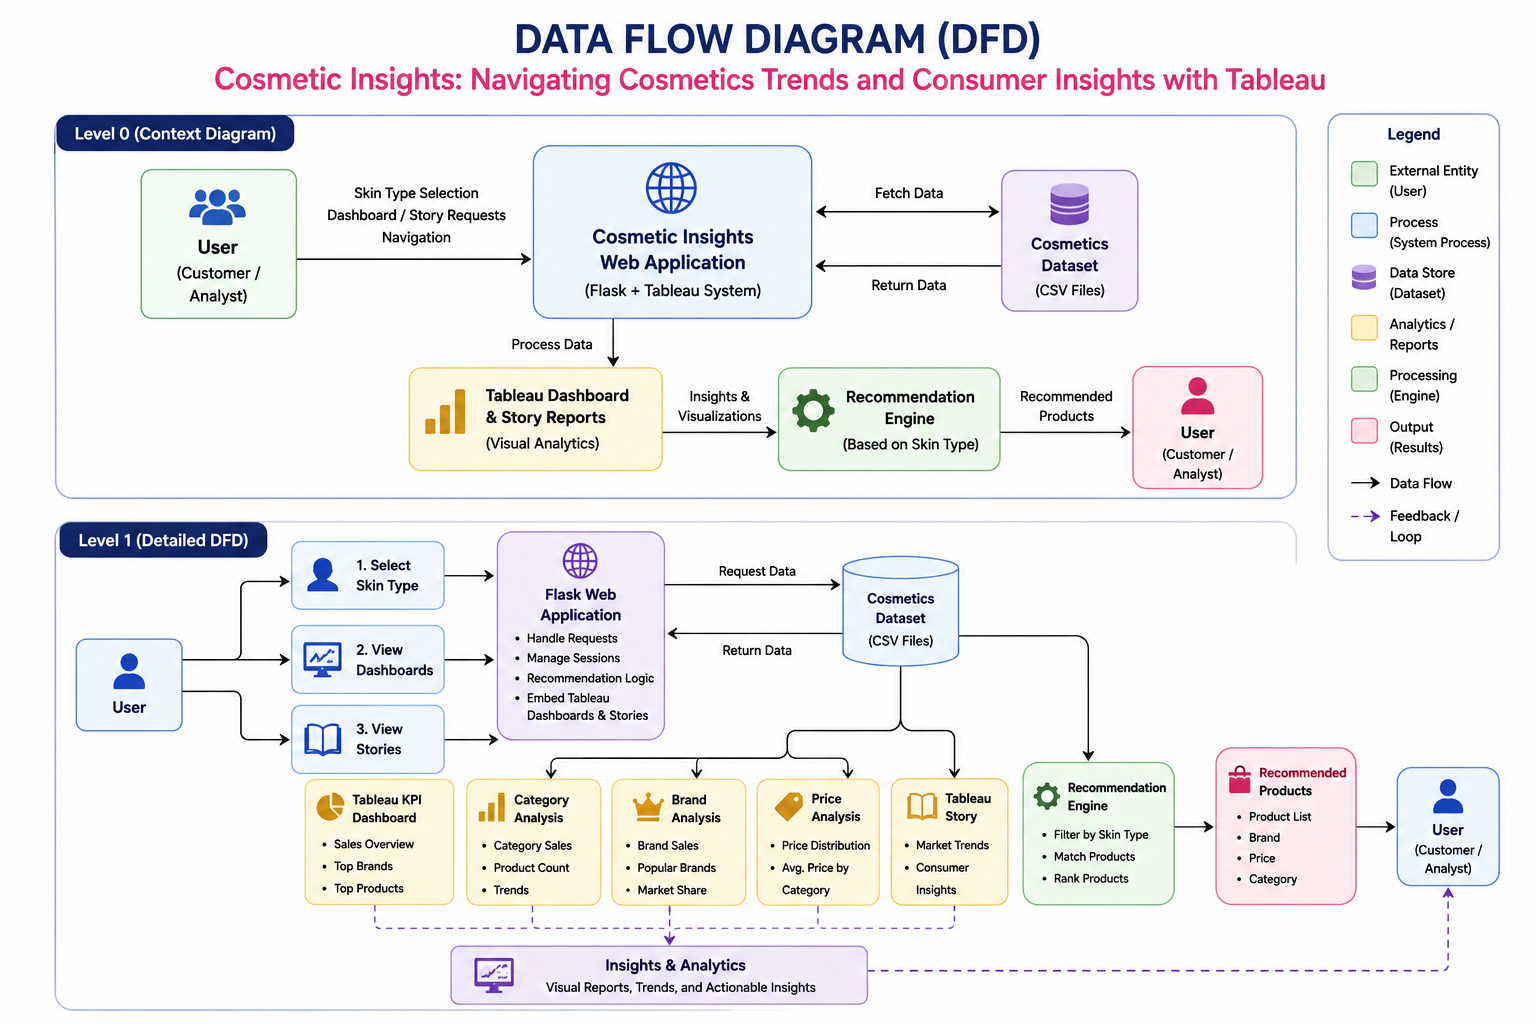 DATA FLOW DIAGRAM (DFD)
Cosmetic Insights: Navigating Cosmetics Trends and Consumer Insights with Tableau
Level 0 (Context Diagram)
User
(Customer /
Analyst)
Skin Type Selection
Dashboard / Story Requests
Navigation
Cosmetic Insights
Web Application
(Flask + Tableau System)
Fetch Data
Return Data
Cosmetics
Dataset
(CSV Files)
Process Data
Tableau Dashboard
& Story Reports
(Visual Analytics)
Insights &
Visualizations
Recommendation
Engine
(Based on Skin Type)
Recommended
Products
User
(Customer /
Analyst)
Legend
External Entity
(User)
Process
(System Process)
Data Store
(Dataset)
Analytics /
Reports
Processing
(Engine)
Output
(Results)
Data Flow
Feedback /
Loop
Level 1 (Detailed DFD)
User
1. Select
Skin Type
2. View
Dashboards
3. View
Stories
Flask Web
Application
• Handle Requests
• Manage Sessions
• Recommendation Logic
• Embed Tableau
Dashboards & Stories
Request Data
Return Data
Cosmetics
Dataset
(CSV Files)
Tableau KPI
Dashboard
• Sales Overview
• Top Brands
• Top Products
Category
Analysis
• Category Sales
• Product Count
• Trends
Brand
Analysis
• Brand Sales
• Popular Brands
• Market Share
Price
Analysis
• Price Distribution
• Avg. Price by
Category
Tableau
Story
• Market Trends
• Consumer
Insights
Recommendation
Engine
• Filter by Skin Type
• Match Products
• Rank Products
Recommended
Products
• Product List
• Brand
• Price
• Category
User
(Customer /
Analyst)
Insights & Analytics
Visual Reports, Trends, and Actionable Insights